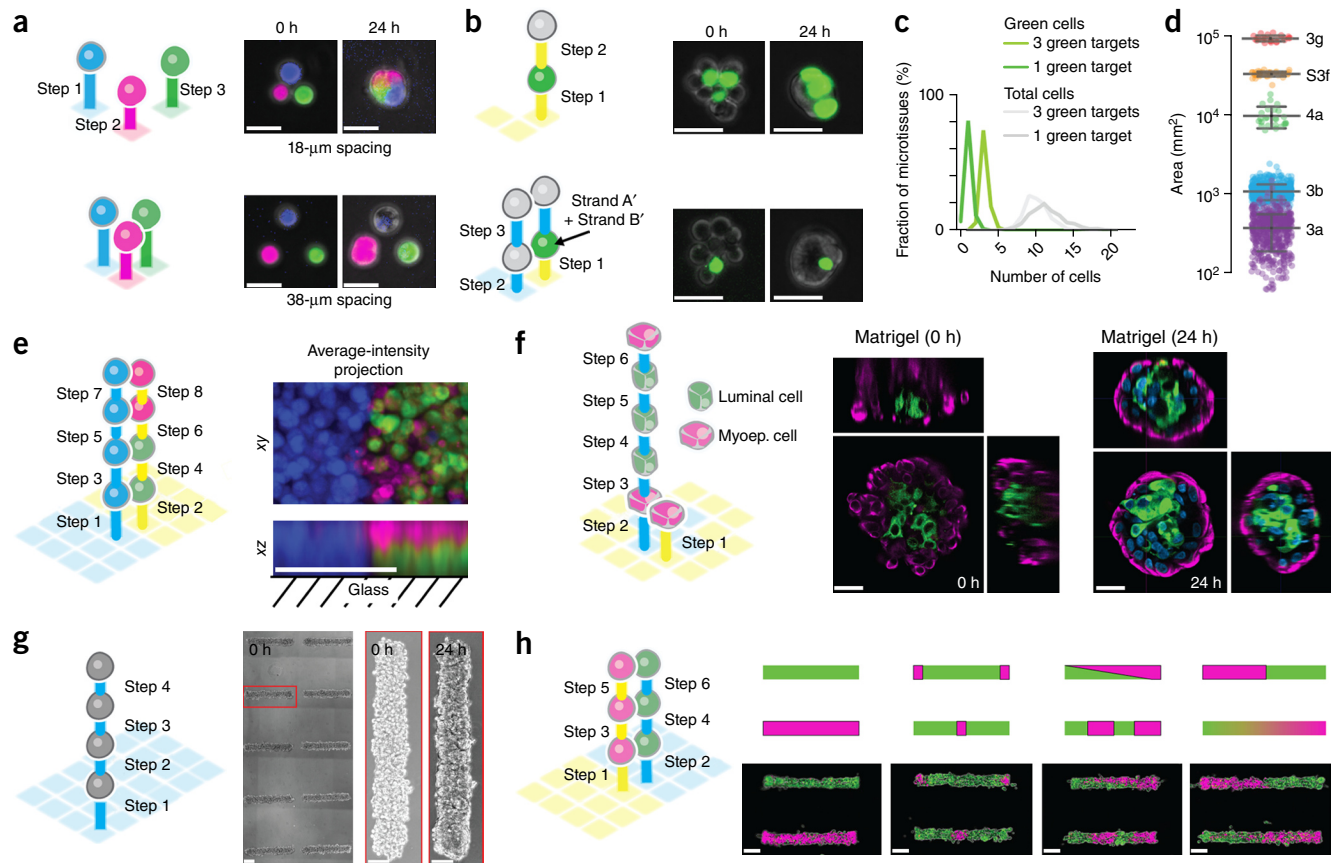 a
0 h
24 h
Step 1
Step 2
Step 3
18-µm spacing
38-µm spacing
b
0 h
24 h
Step 2
Step 1
Strand A′
+ Strand B′
Step 3
Step 1
Step 2
c
Green cells
3 green targets
1 green target
Total cells
3 green targets
1 green target
Fraction of microtissues (%)
100
0
0
5
10
15
20
Number of cells
d
Area (mm²)
10⁵
10⁴
10³
10²
3g
S3f
4a
3b
3a
e
Step 7
Step 8
Step 5
Step 6
Step 3
Step 4
Step 1
Step 2
Average-intensity
projection
xy
xz
Glass
f
Step 6
Step 5
Step 4
Step 3
Step 2
Step 1
Luminal cell
Myoep. cell
Matrigel (0 h)
0 h
Matrigel (24 h)
24 h
g
Step 4
Step 3
Step 2
Step 1
0 h
0 h
24 h
h
Step 5
Step 6
Step 3
Step 4
Step 1
Step 2